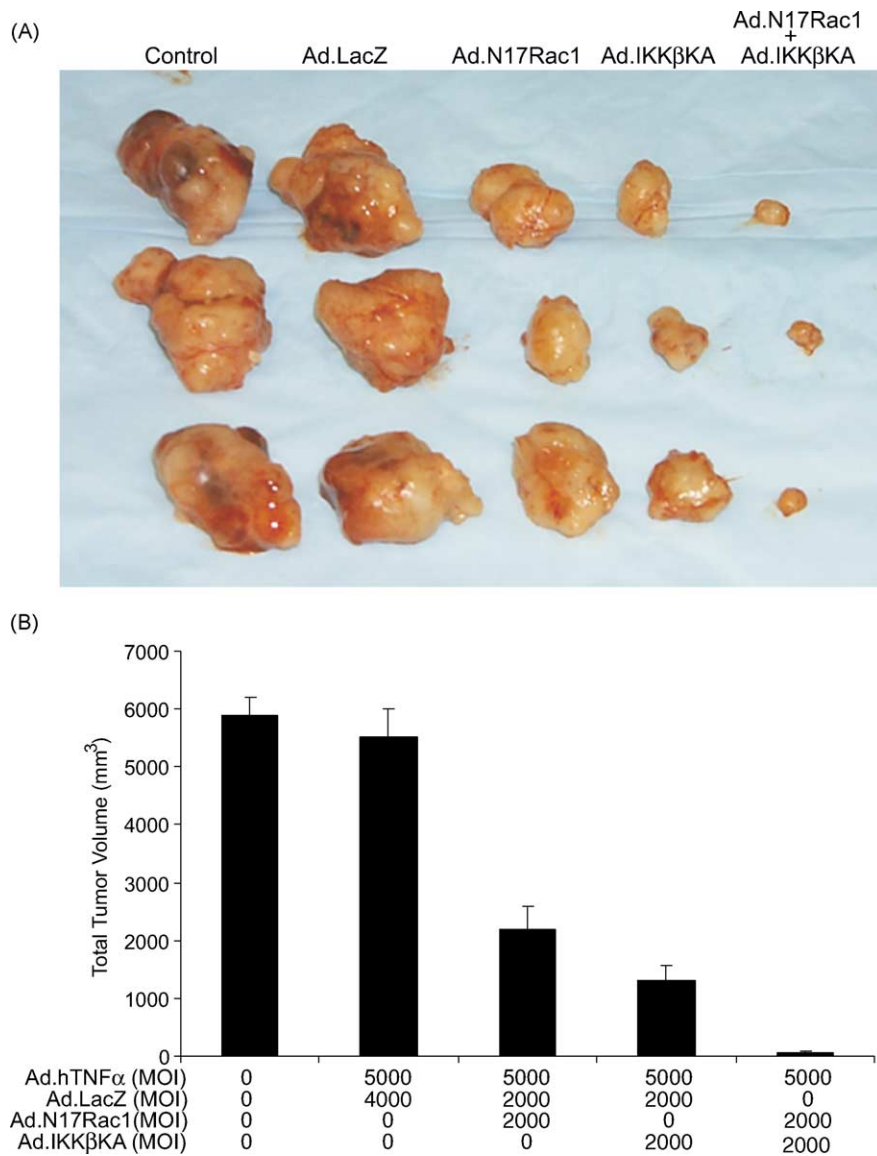 (A)
Ad.N17Rac1
+
Control Ad.LacZ Ad.N17Rac1 Ad.IKKβKA Ad.IKKβKA
(B)
7000
6000
5000
4000
3000
2000
1000
0
Total Tumor Volume (mm³)
Ad.hTNFα (MOI) 0 5000 5000 5000 5000
Ad.LacZ (MOI) 0 4000 2000 2000 0
Ad.N17Rac1(MOI) 0 0 2000 0 2000
Ad.IKKβKA (MOI) 0 0 0 2000 2000